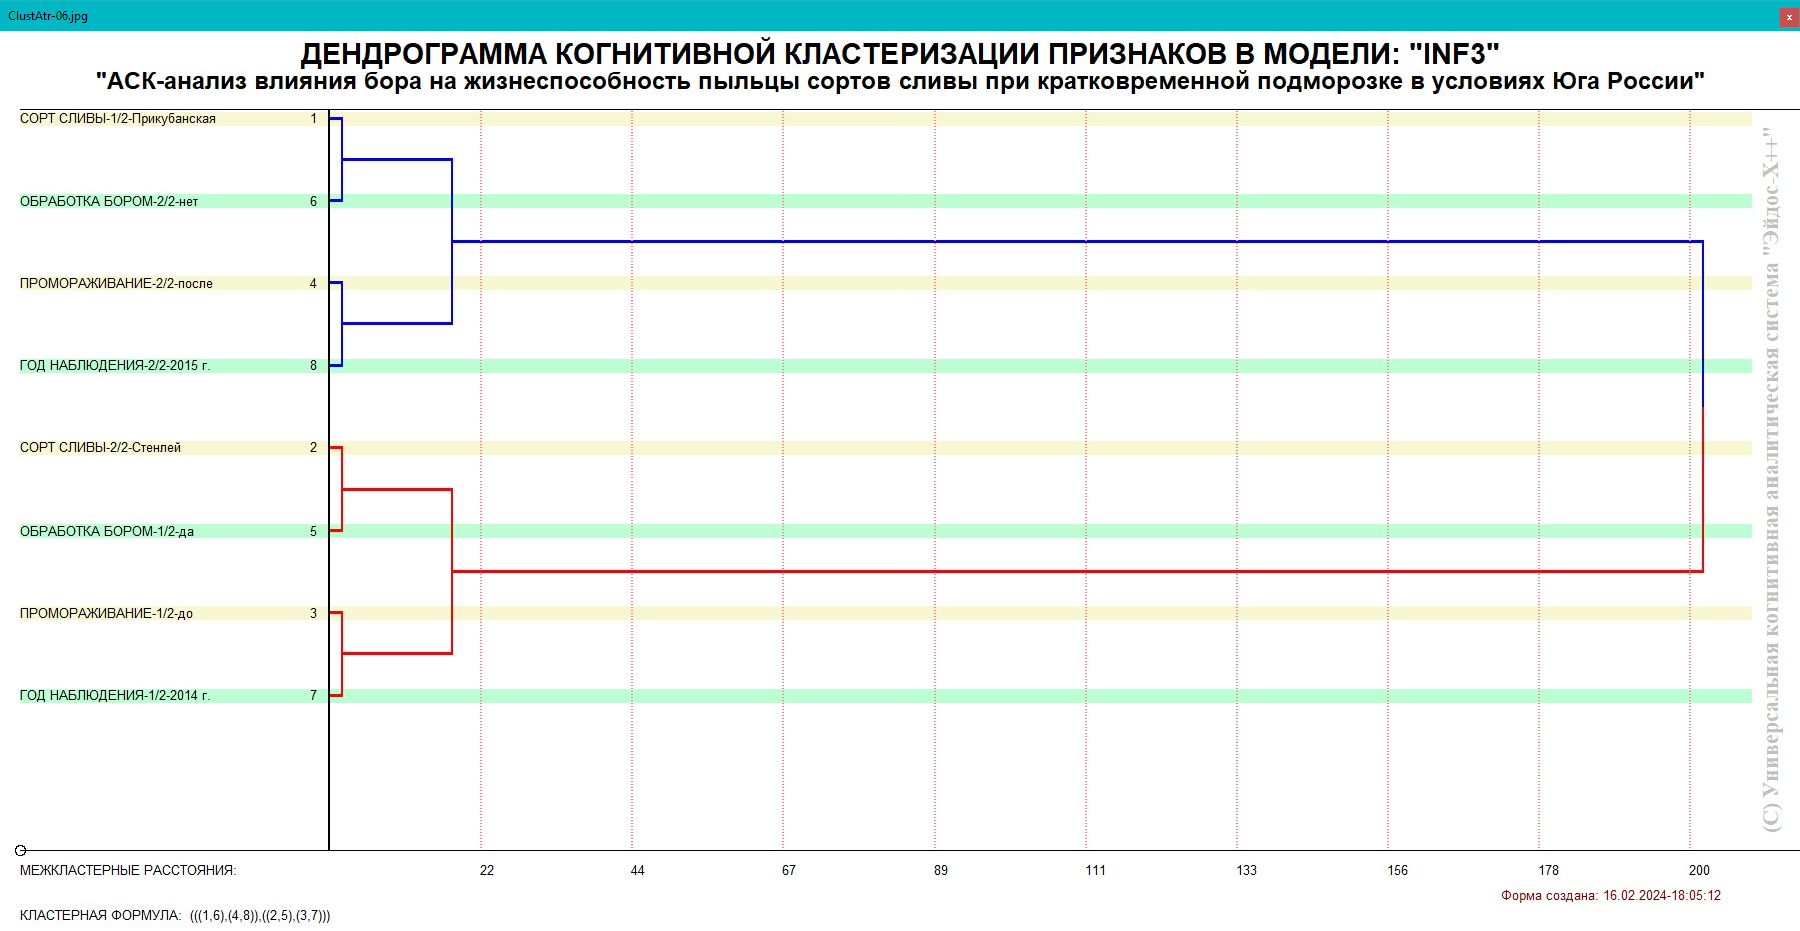 ClustAtr-06.jpg
x
ДЕНДРОГРАММА КОГНИТИВНОЙ КЛАСТЕРИЗАЦИИ ПРИЗНАКОВ В МОДЕЛИ: "INF3"
"АСК-анализ влияния бора на жизнеспособность пыльцы сортов сливы при кратковременной подморозке в условиях Юга России"
СОРТ СЛИВЫ-1/2-Прикубанская 1
ОБРАБОТКА БОРОМ-2/2-нет 6
ПРОМОРАЖИВАНИЕ-2/2-после 4
ГОД НАБЛЮДЕНИЯ-2/2-2015 г. 8
СОРТ СЛИВЫ-2/2-Стенлей 2
ОБРАБОТКА БОРОМ-1/2-да 5
ПРОМОРАЖИВАНИЕ-1/2-до 3
ГОД НАБЛЮДЕНИЯ-1/2-2014 г. 7
(С) Универсальная когнитивная аналитическая система "Эйдос-Х++"
МЕЖКЛАСТЕРНЫЕ РАССТОЯНИЯ: 22 44 67 89 111 133 156 178 200
Форма создана: 16.02.2024-18:05:12
КЛАСТЕРНАЯ ФОРМУЛА: (((1,6),(4,8)),((2,5),(3,7)))